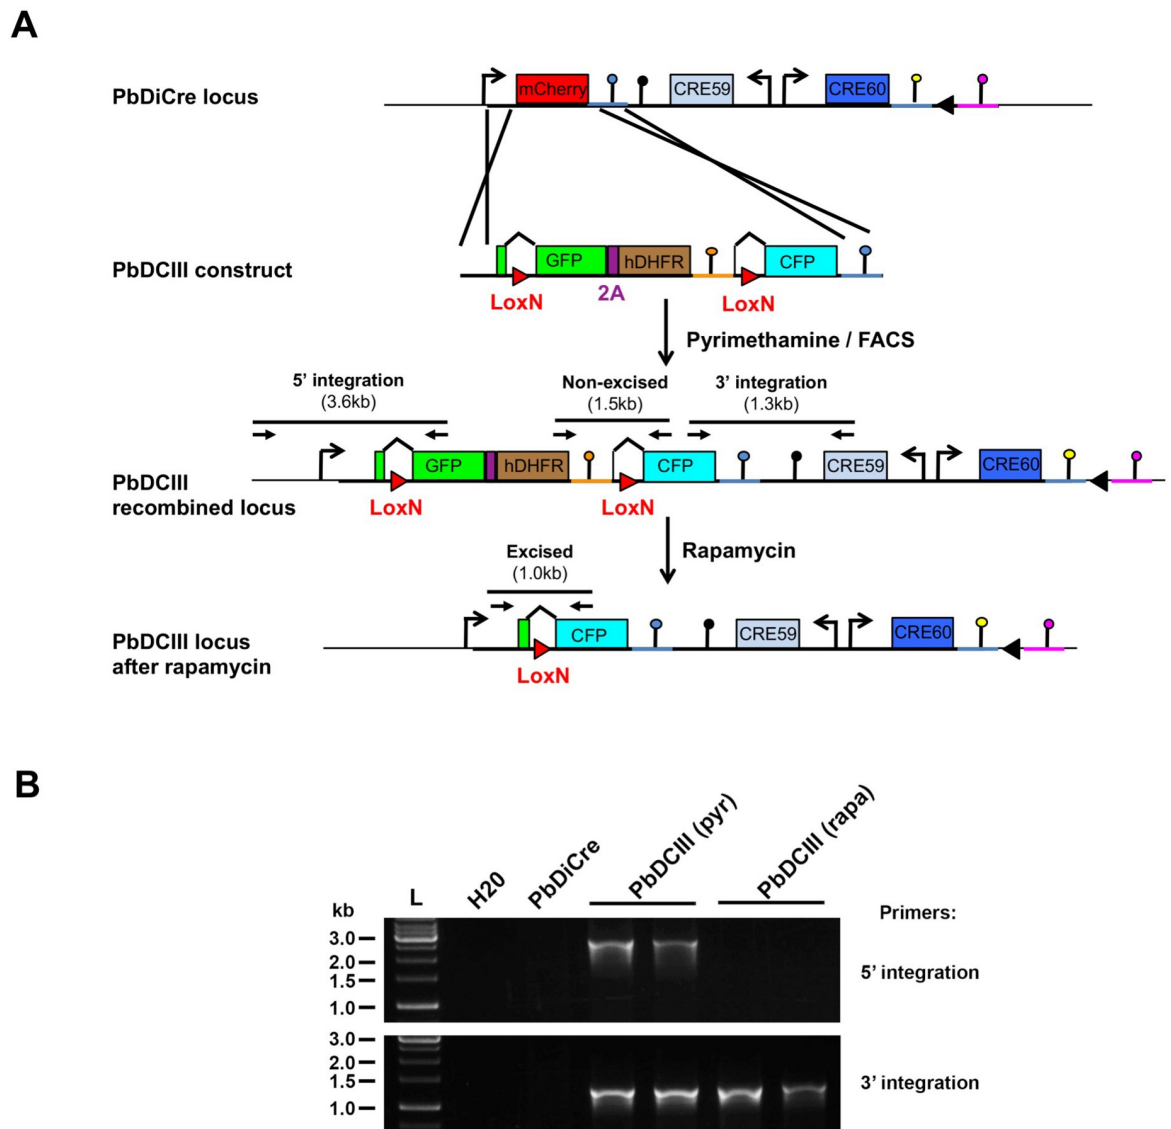 A
PbDiCre locus
mCherry
CRE59
CRE60
PbDCIII construct
GFP
hDHFR
CFP
LoxN
2A
LoxN
Pyrimethamine / FACS
5’ integration
(3.6kb)
Non-excised
(1.5kb)
3’ integration
(1.3kb)
PbDCIII
recombined locus
GFP
hDHFR
CFP
CRE59
CRE60
LoxN
LoxN
Rapamycin
Excised
(1.0kb)
PbDCIII locus
after rapamycin
CFP
CRE59
CRE60
LoxN
B
kb
L
H20
PbDiCre
PbDCIII (pyr)
PbDCIII (rapa)
Primers:
3.0
2.0
1.5
1.0
5’ integration
3.0
2.0
1.5
1.0
3’ integration